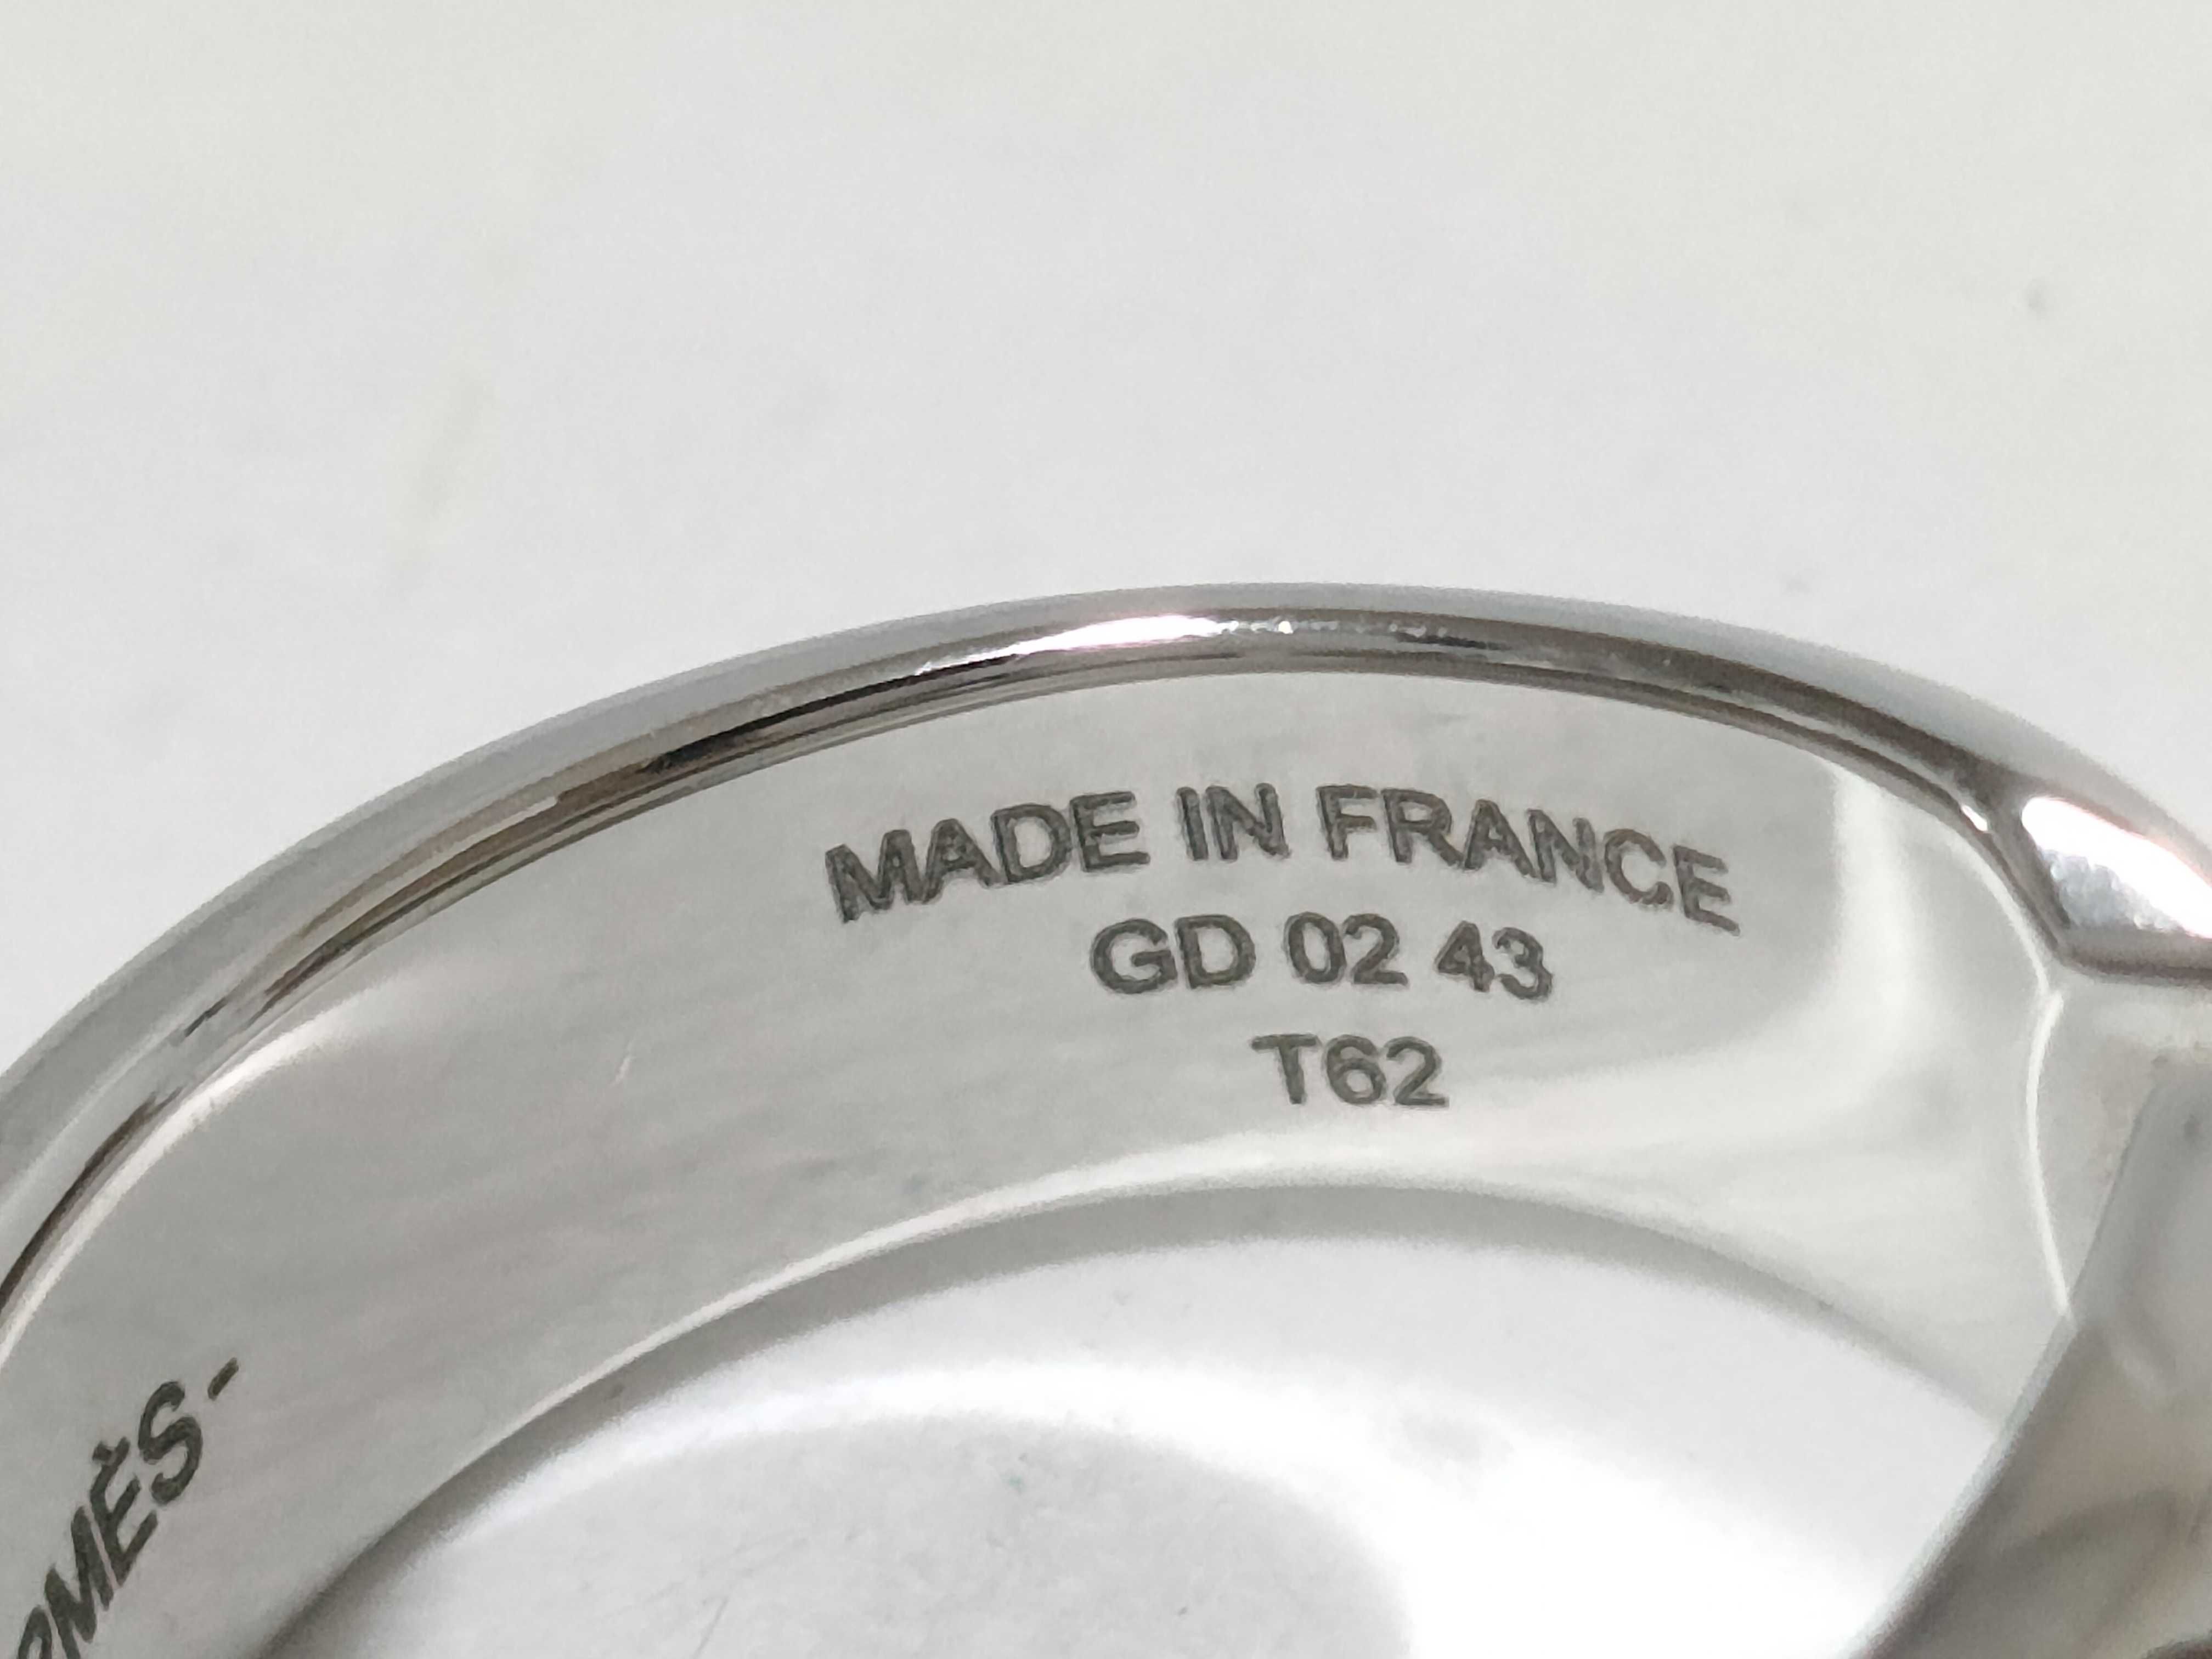 MADE IN FRANCE
GD 02 43
T62